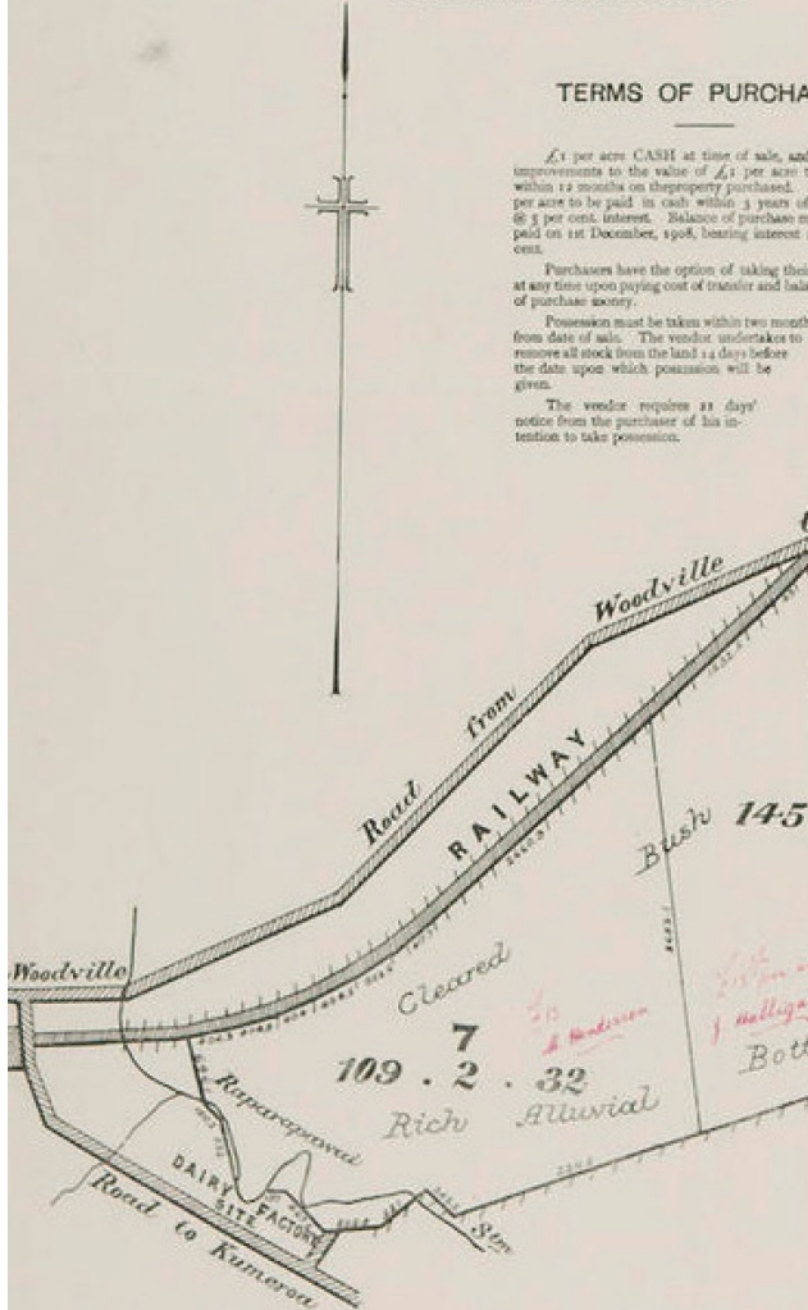 TERMS OF PURCHA
£1 per acre CASH at time of sale, and
improvements to the value of £1 per acre t
within 12 months on theproperty purchased.
per acre to be paid in cash within 3 years of
@ 5 per cent. interest. Balance of purchase m
paid on 1st December, 1908, bearing interest
cent.
Purchasers have the option of taking thei
at any time upon paying cost of transfer and bala
of purchase money.
Possession must be taken within two month
from date of sale. The vendor undertakes to
remove all stock from the land 14 days before
the date upon which possession will be
given.
The vendor requires 21 days'
notice from the purchaser of his in-
tention to take possession.
Road from Woodville
RAILWAY
Bush
145
Woodville
Cleared
7
109 . 2 . 32
Rich Alluvial
£15
Henderson
Bott
Raparapawai
Stm
DAIRY FACTORY
SITE
Road to Kumeroa